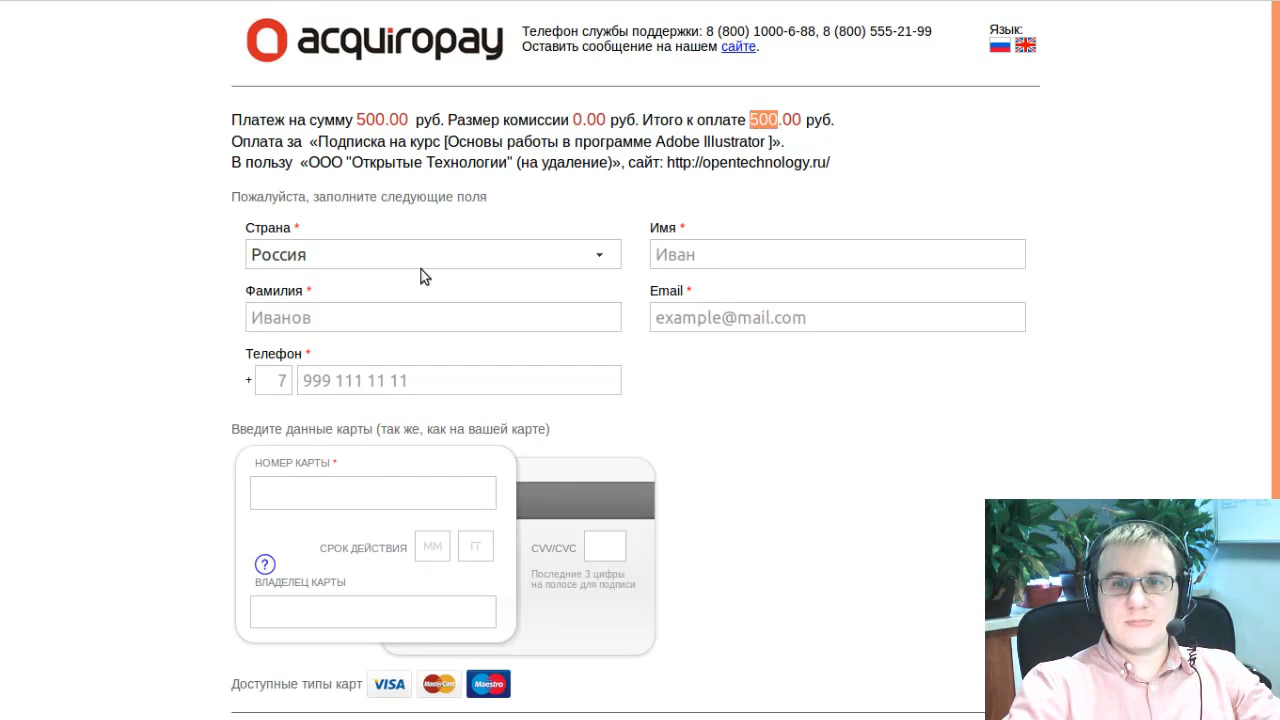 acquiropay
Телефон службы поддержки: 8 (800) 1000-6-88, 8 (800) 555-21-99
Оставить сообщение на нашем сайте.
Язык:
Платеж на сумму 500.00 руб. Размер комиссии 0.00 руб. Итого к оплате 500.00 руб.
Оплата за «Подписка на курс [Основы работы в программе Adobe Illustrator ]».
В пользу «ООО "Открытые Технологии" (на удаление)», сайт: http://opentechnology.ru/
Пожалуйста, заполните следующие поля
Страна *
Имя *
Россия
Иван
Фамилия *
Email *
Иванов
example@mail.com
Телефон *
+ 7 999 111 11 11
Введите данные карты (так же, как на вашей карте)
НОМЕР КАРТЫ *
СРОК ДЕЙСТВИЯ ММ ГГ
CVV/CVC
?
Последние 3 цифры
на полосе для подписи
ВЛАДЕЛЕЦ КАРТЫ
Доступные типы карт VISA MasterCard Maestro